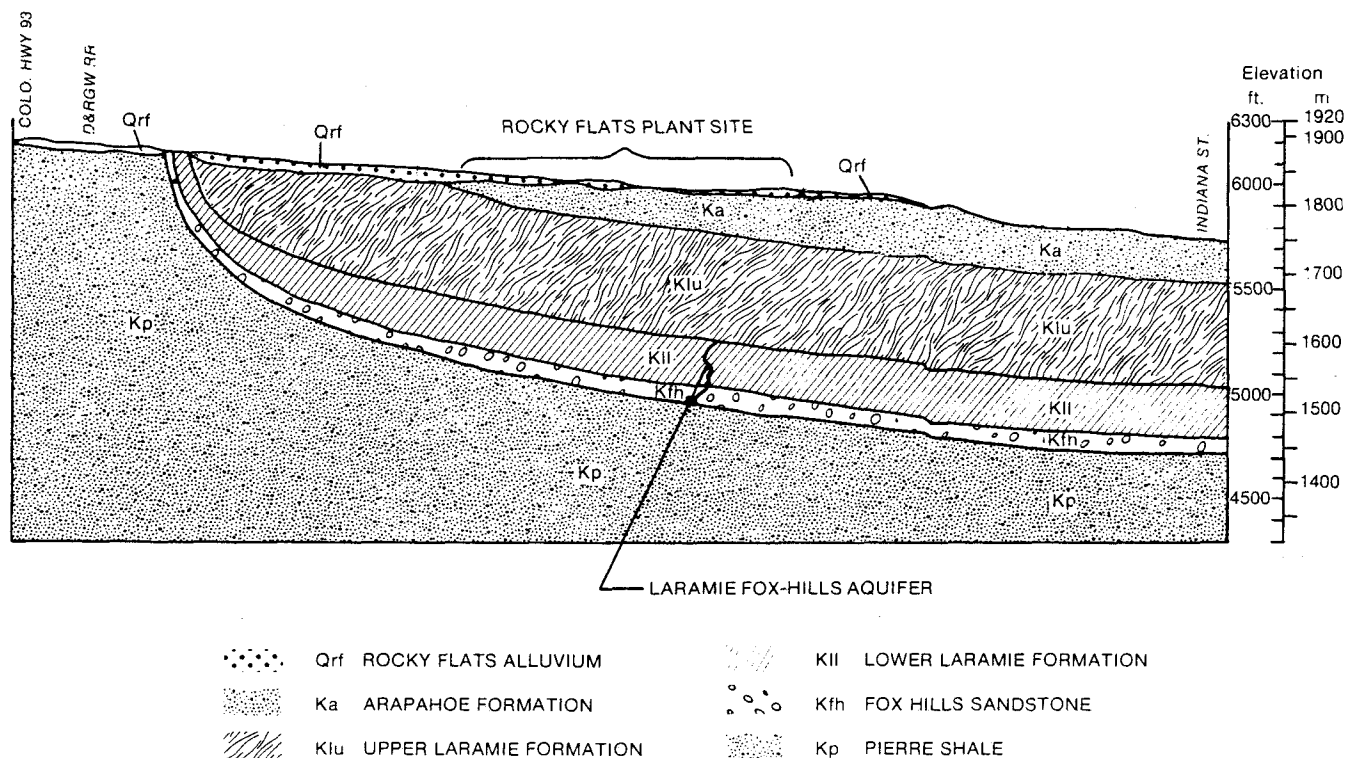 COLO. HWY 93
D&RGW RR
Qrf
Qrf
ROCKY FLATS PLANT SITE
Qrf
INDIANA ST.
Elevation
ft. m
6300 1920
1900
6000
1800
1700
5500
1600
5000
1500
4500
1400
Ka
Ka
Klu
Klu
Kll
Kll
Kfh
Kfh
Kp
Kp
Kp
LARAMIE FOX-HILLS AQUIFER
Qrf ROCKY FLATS ALLUVIUM
Ka ARAPAHOE FORMATION
Klu UPPER LARAMIE FORMATION
Kll LOWER LARAMIE FORMATION
Kfh FOX HILLS SANDSTONE
Kp PIERRE SHALE